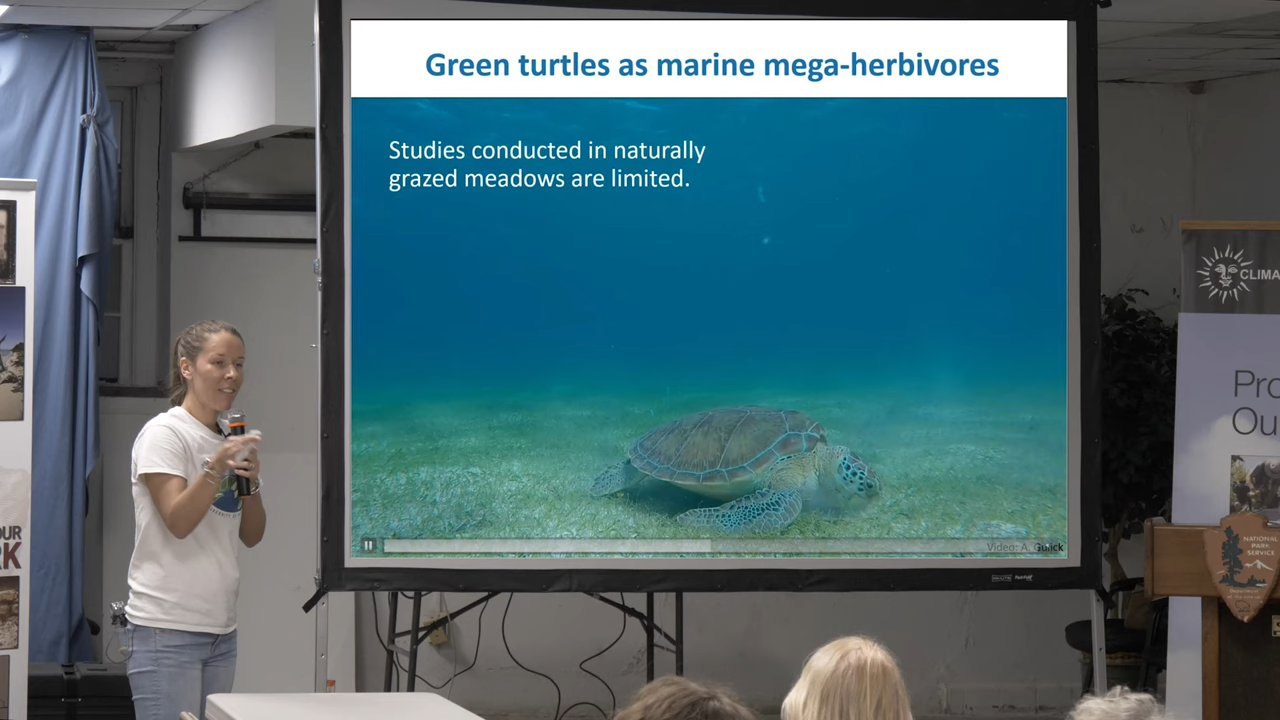 Green turtles as marine mega-herbivores
Studies conducted in naturally
grazed meadows are limited.
Video: A. Gulick
CLIMA
Pro
Ou
OUR
RK
NATIONAL
PARK
SERVICE